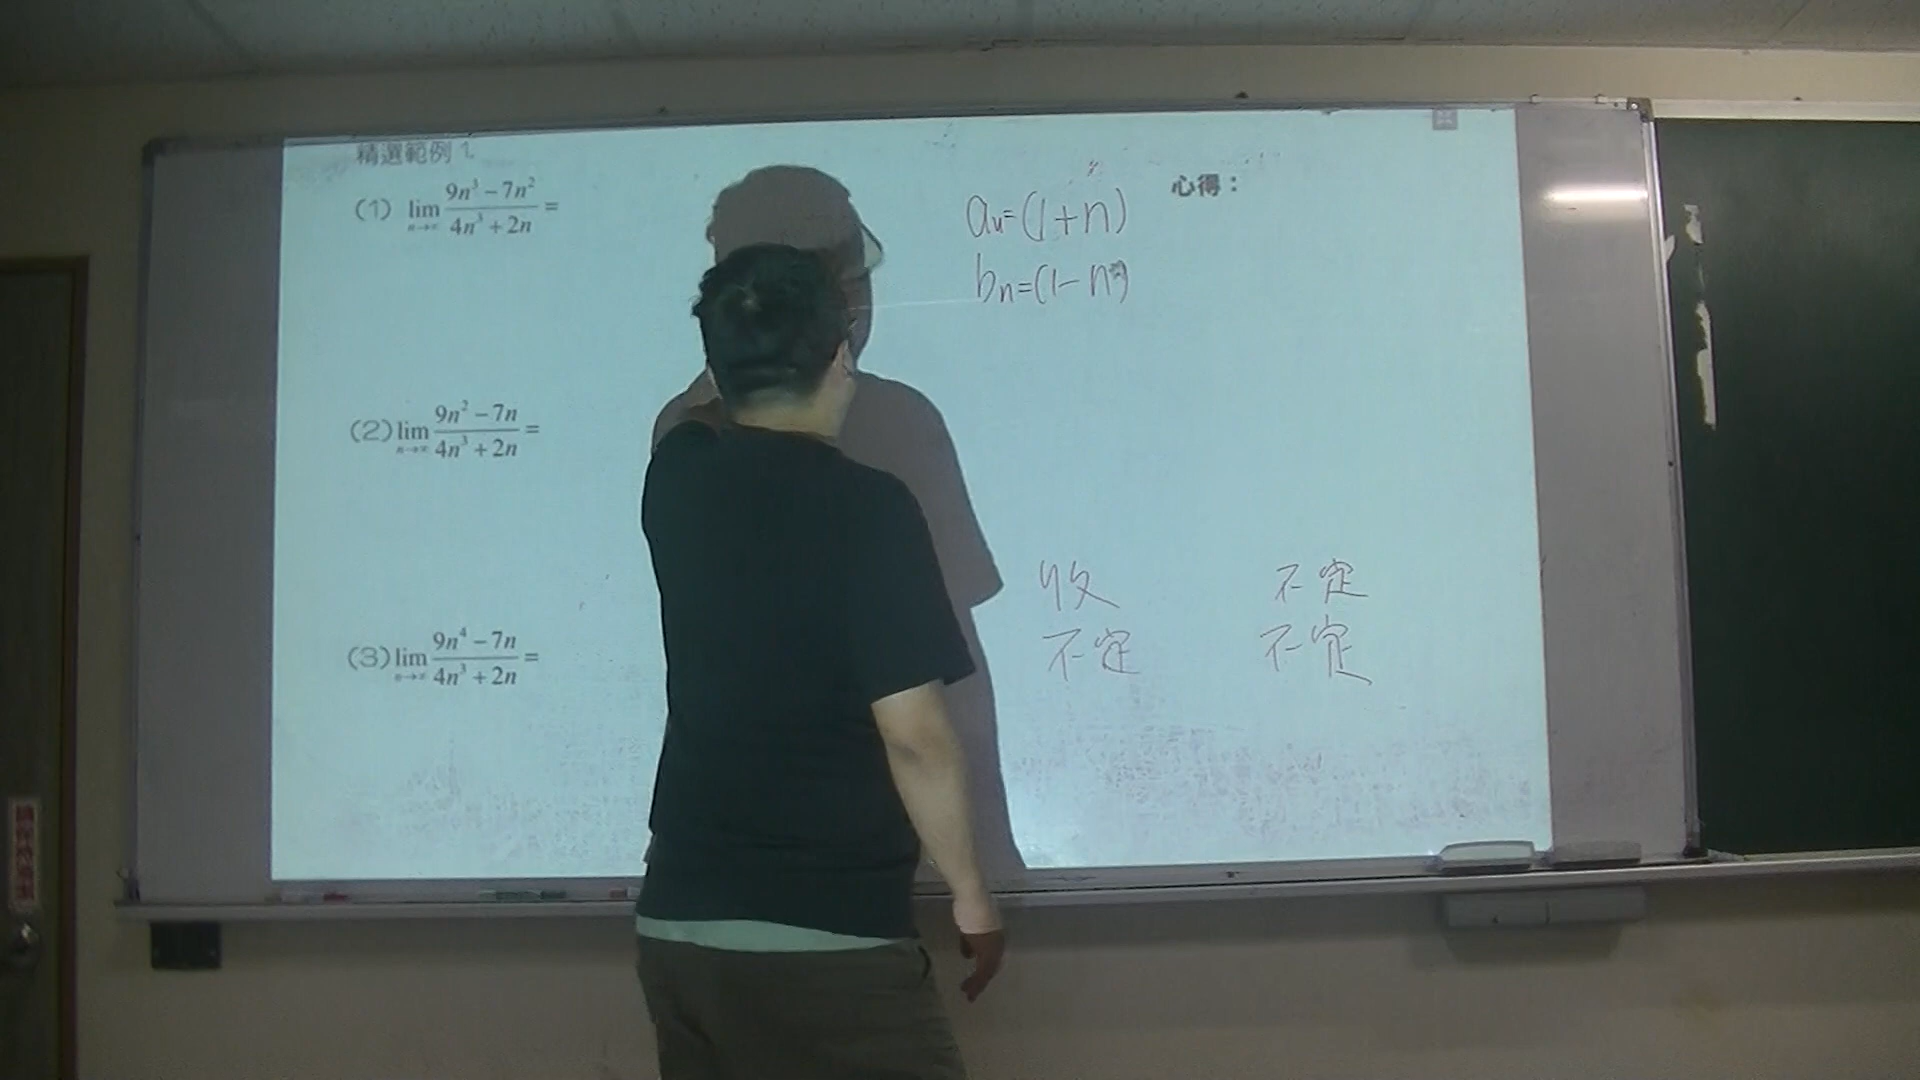 精選範例 1.
(1) lim n→∞ (9n³ − 7n²)/(4n³ + 2n) =
(2) lim n→∞ (9n² − 7n)/(4n³ + 2n) =
(3) lim n→∞ (9n⁴ − 7n)/(4n³ + 2n) =
aₙ=(1+n)
bₙ=(1−n)
心得：
收 不定
不定 不定